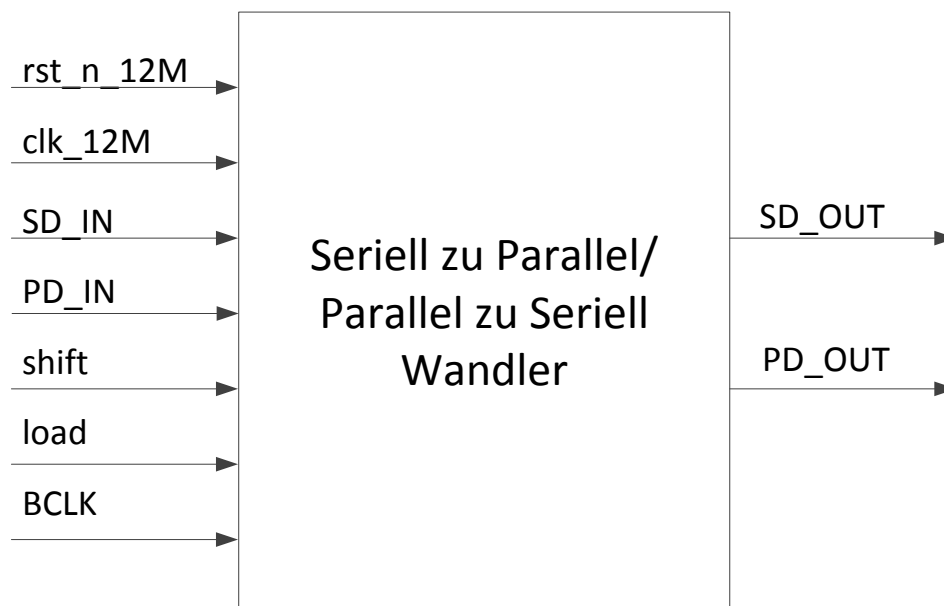 rst_n_12M
clk_12M
SD_IN
PD_IN
shift
load
BCLK
Seriell zu Parallel/
Parallel zu Seriell
Wandler
SD_OUT
PD_OUT